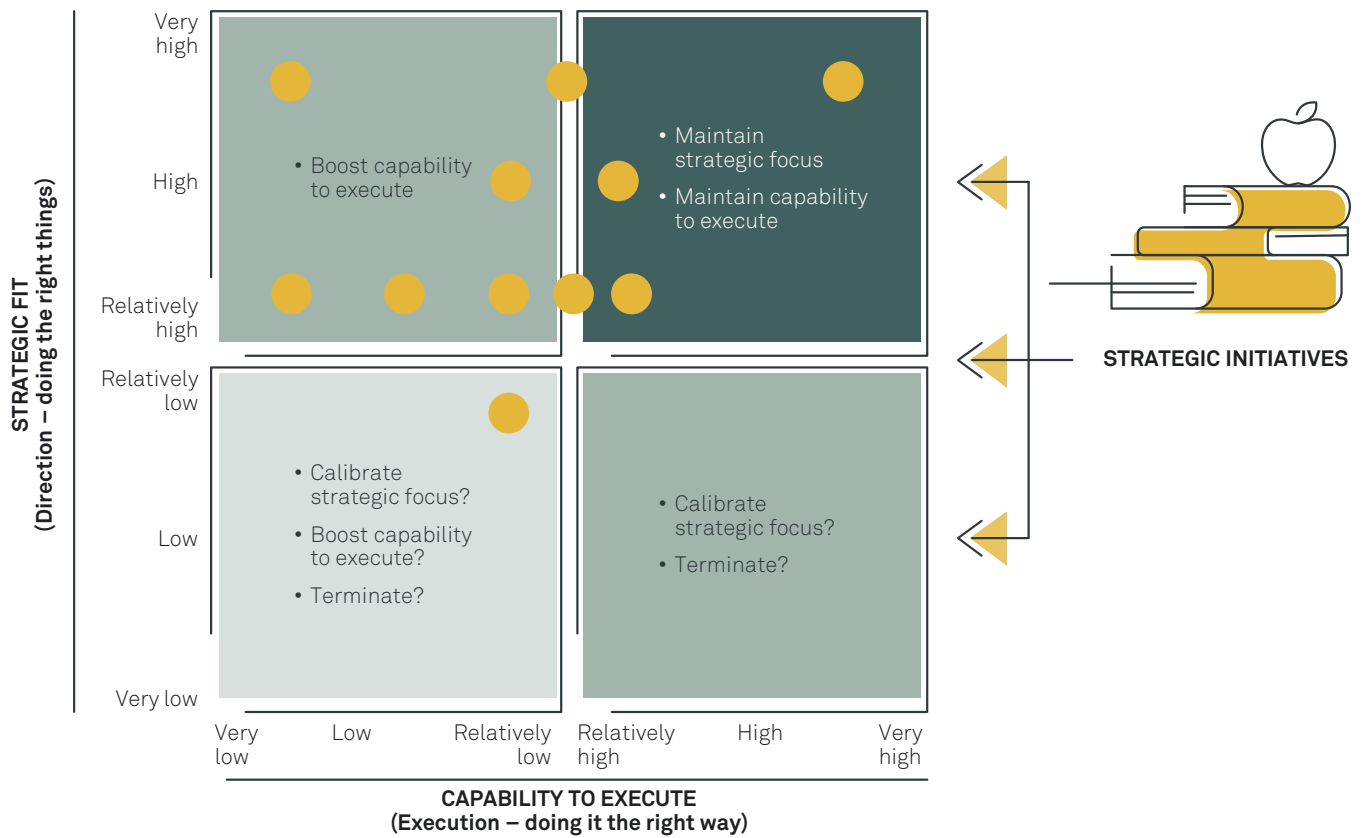 STRATEGIC FIT
(Direction – doing the right things)
Very
high
High
Relatively
high
Relatively
low
Low
Very low
• Boost capability
to execute
• Maintain
strategic focus
• Maintain capability
to execute
• Calibrate
strategic focus?
• Boost capability
to execute?
• Terminate?
• Calibrate
strategic focus?
• Terminate?
Very
low
Low
Relatively
low
Relatively
high
High
Very
high
CAPABILITY TO EXECUTE
(Execution – doing it the right way)
STRATEGIC INITIATIVES